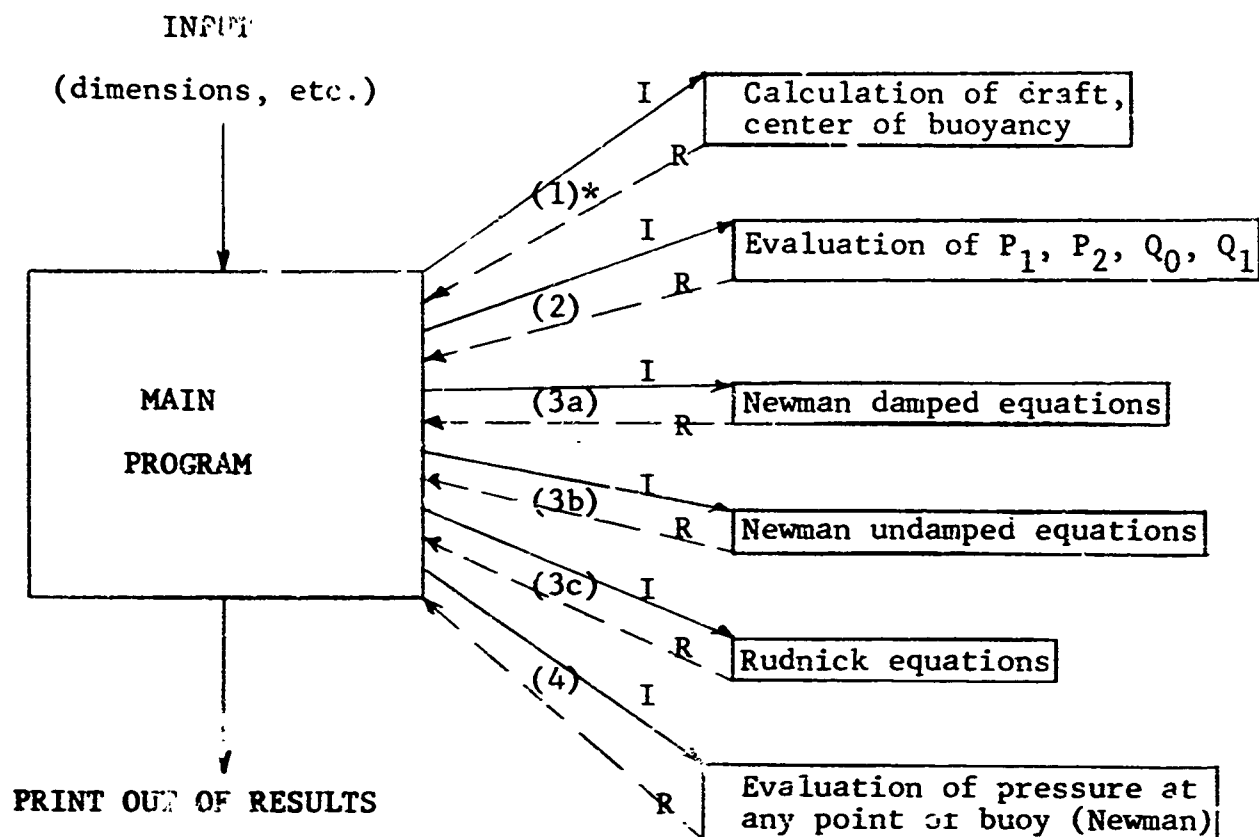 INPUT
(dimensions, etc.)
I
Calculation of draft,
center of buoyancy
R
(1)*
I
Evaluation of P1, P2, Q0, Q1
R
(2)
MAIN
PROGRAM
I
(3a)
Newman damped equations
R
I
(3b)
Newman undamped equations
R
(3c)
I
Rudnick equations
R
(4)
I
Evaluation of pressure at
any point or buoy (Newman)
R
PRINT OUT OF RESULTS